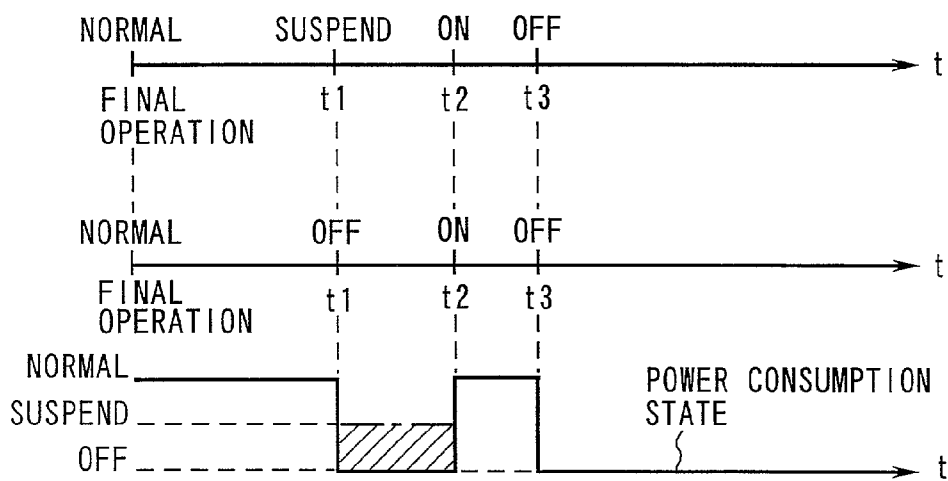 NORMAL SUSPEND ON OFF
t
FINAL OPERATION t1 t2 t3
NORMAL OFF ON OFF
t
FINAL OPERATION t1 t2 t3
NORMAL
SUSPEND
OFF
POWER CONSUMPTION
STATE
t